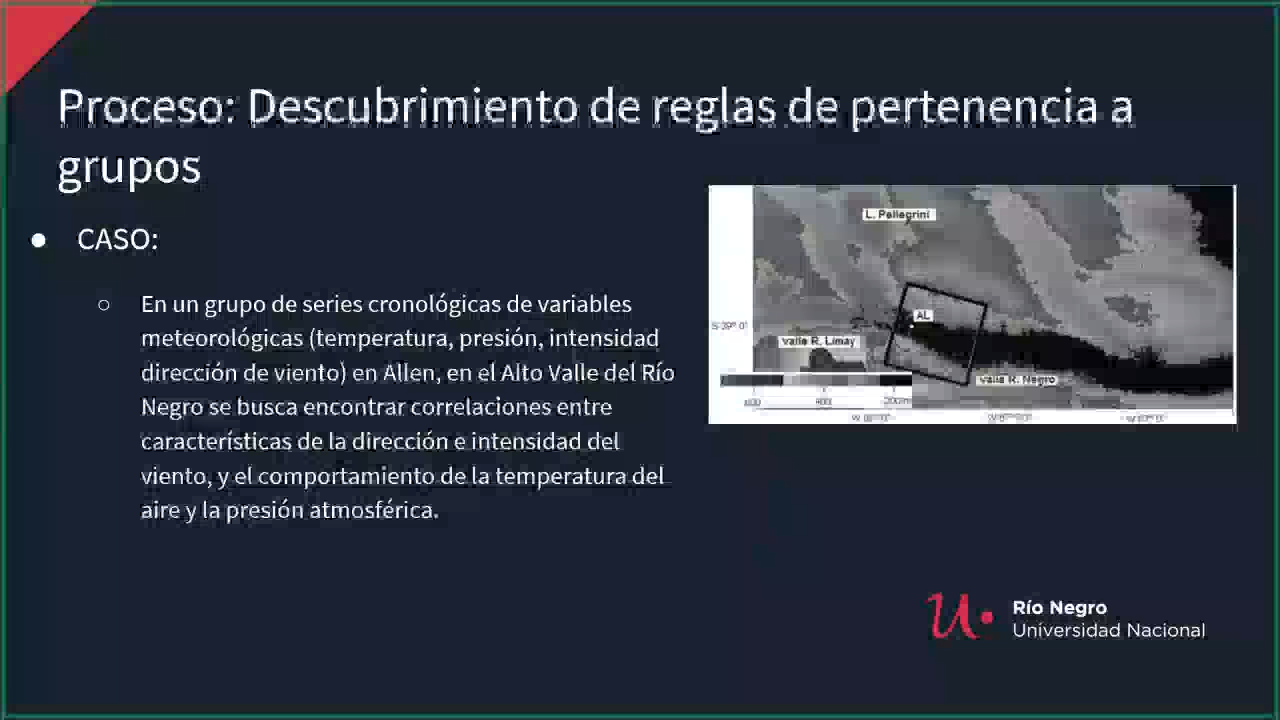 Proceso: Descubrimiento de reglas de pertenencia a
grupos
● CASO:
○ En un grupo de series cronológicas de variables
meteorológicas (temperatura, presión, intensidad
dirección de viento) en Allen, en el Alto Valle del Río
Negro se busca encontrar correlaciones entre
características de la dirección e intensidad del
viento, y el comportamiento de la temperatura del
aire y la presión atmosférica.
L. Pellegrini
AL
Valle R. Limay
Valle R. Negro
Río Negro
Universidad Nacional